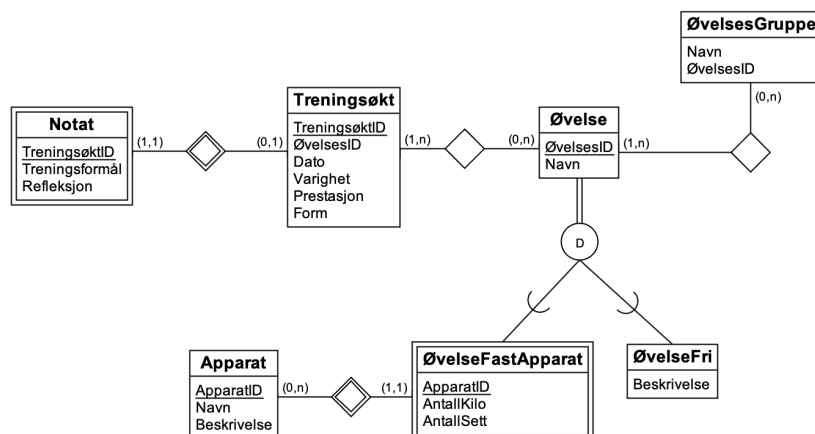 ØvelsesGruppe
Navn
ØvelsesID
(0,n)
Notat
TreningsøktID
Treningsformål
Refleksjon
(1,1)
(0,1)
Treningsøkt
TreningsøktID
ØvelsesID
Dato
Varighet
Prestasjon
Form
(1,n)
(0,n)
Øvelse
ØvelsesID
Navn
(1,n)
D
Apparat
ApparatID
Navn
Beskrivelse
(0,n)
(1,1)
ØvelseFastApparat
ApparatID
AntallKilo
AntallSett
ØvelseFri
Beskrivelse